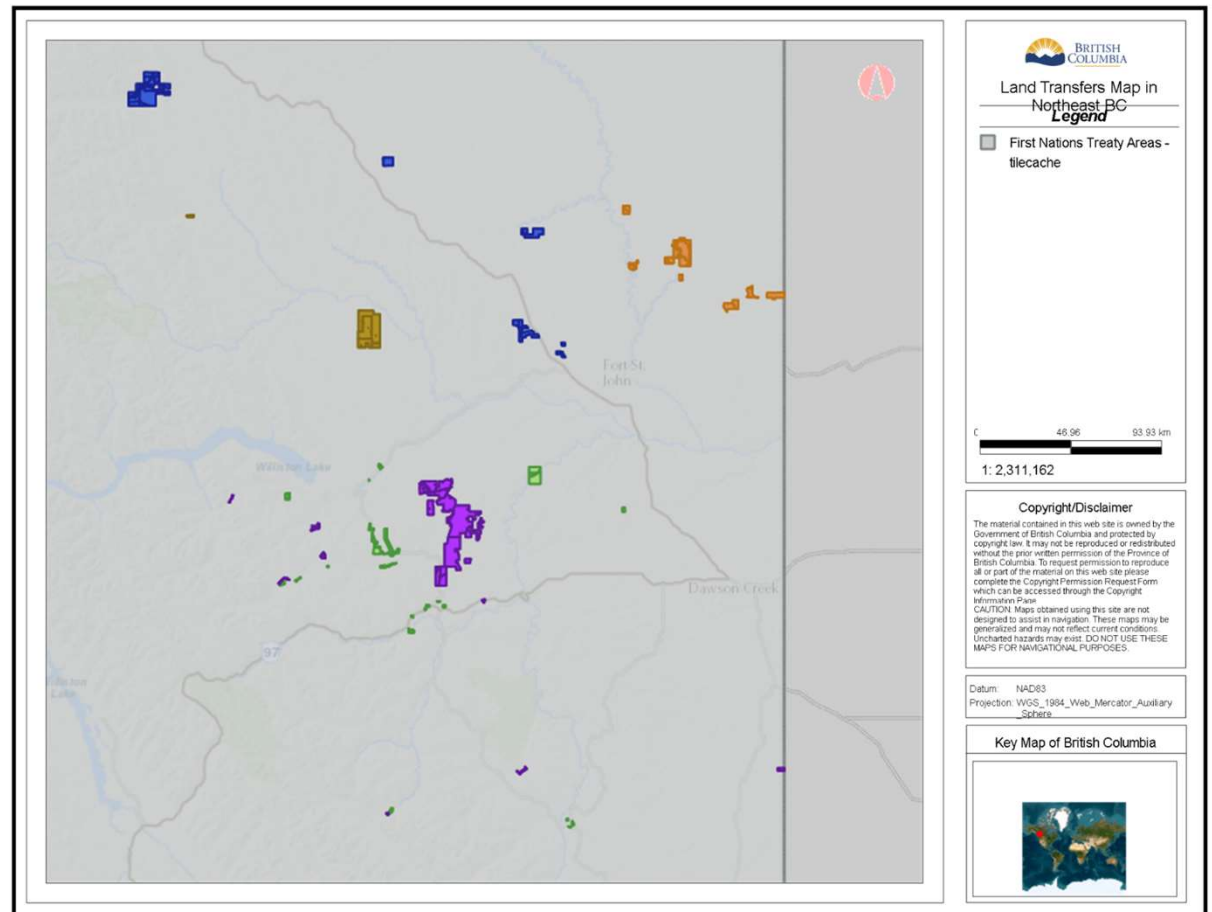 Fort St.
John
Williston Lake
Dawson Creek
97
Williston
Lake
BRITISH
COLUMBIA
Land Transfers Map in
Northeast BC
Legend
First Nations Treaty Areas -
tilecache
0 46.96 93.93 km
1: 2,311,162
Copyright/Disclaimer
The material contained in this web site is owned by the
Government of British Columbia and protected by
copyright law. It may not be reproduced or redistributed
without the prior written permission of the Province of
British Columbia. To request permission to reproduce
all or part of the material on this web site please
complete the Copyright Permission Request Form
which can be accessed through the Copyright
Information Page.
CAUTION: Maps obtained using this site are not
designed to assist in navigation. These maps may be
generalized and may not reflect current conditions.
Uncharted hazards may exist. DO NOT USE THESE
MAPS FOR NAVIGATIONAL PURPOSES.
Datum: NAD83
Projection: WGS_1984_Web_Mercator_Auxiliary
_Sphere
Key Map of British Columbia